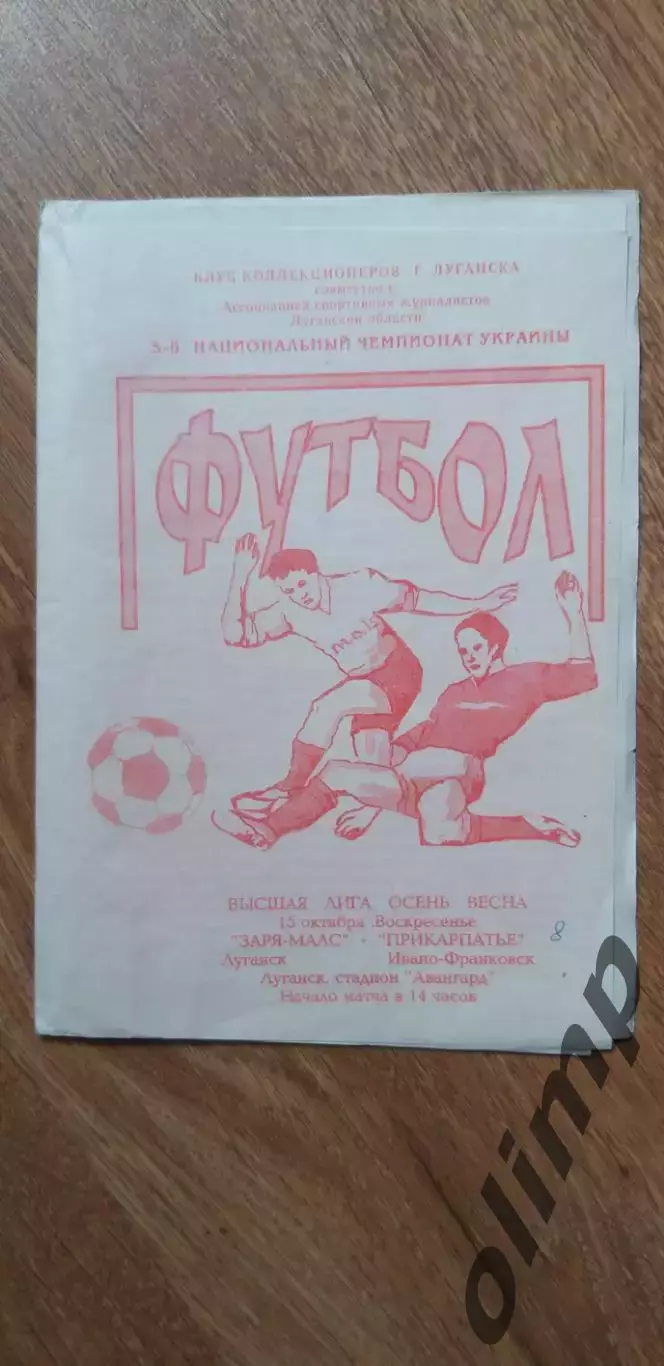 КЛУБ КОЛЛЕКЦИОНЕРОВ Г. ЛУГАНСКА
совместно с
Ассоциацией спортивных журналистов
Луганской области
5-й НАЦИОНАЛЬНЫЙ ЧЕМПИОНАТ УКРАИНЫ
ФУТБОЛ
ВЫСШАЯ ЛИГА ОСЕНЬ ВЕСНА
15 октября .Воскресенье
"ЗАРЯ-МАЛС" - "ПРИКАРПАТЬЕ" 8
Луганск Ивано-Франковск
Луганск, стадион "Авангард"
Начало матча в 14 часов
olimp